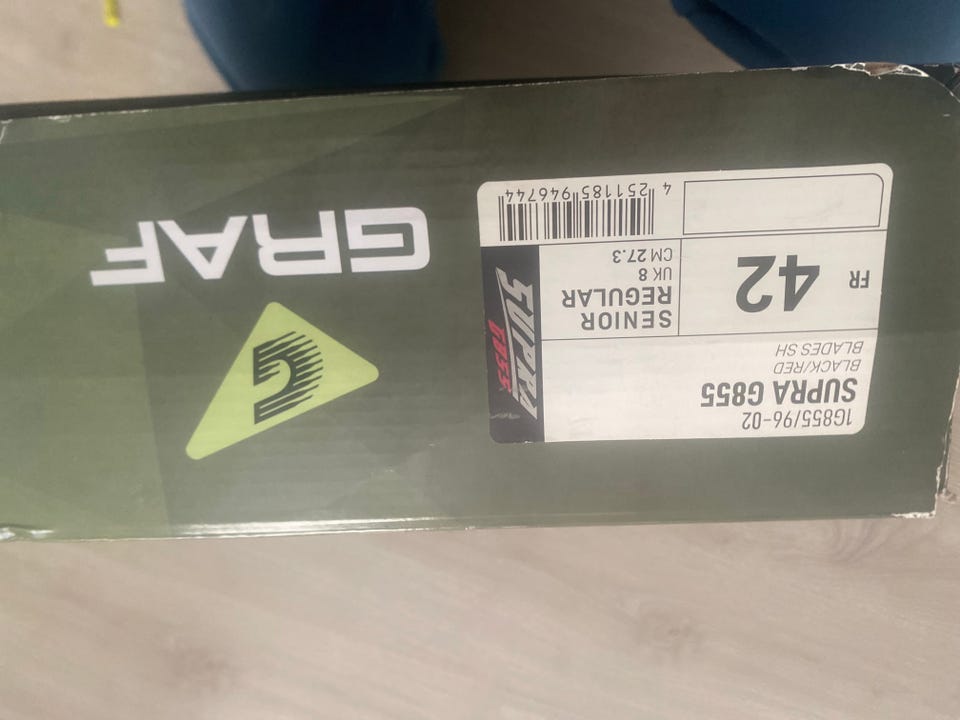 1G855/96-02
SUPRA G855
BLACK/RED
BLADES SH
SUPRA
G855
FR 42
SENIOR
REGULAR
UK 8
CM 27.3
4 251185 946744
G
GRAF